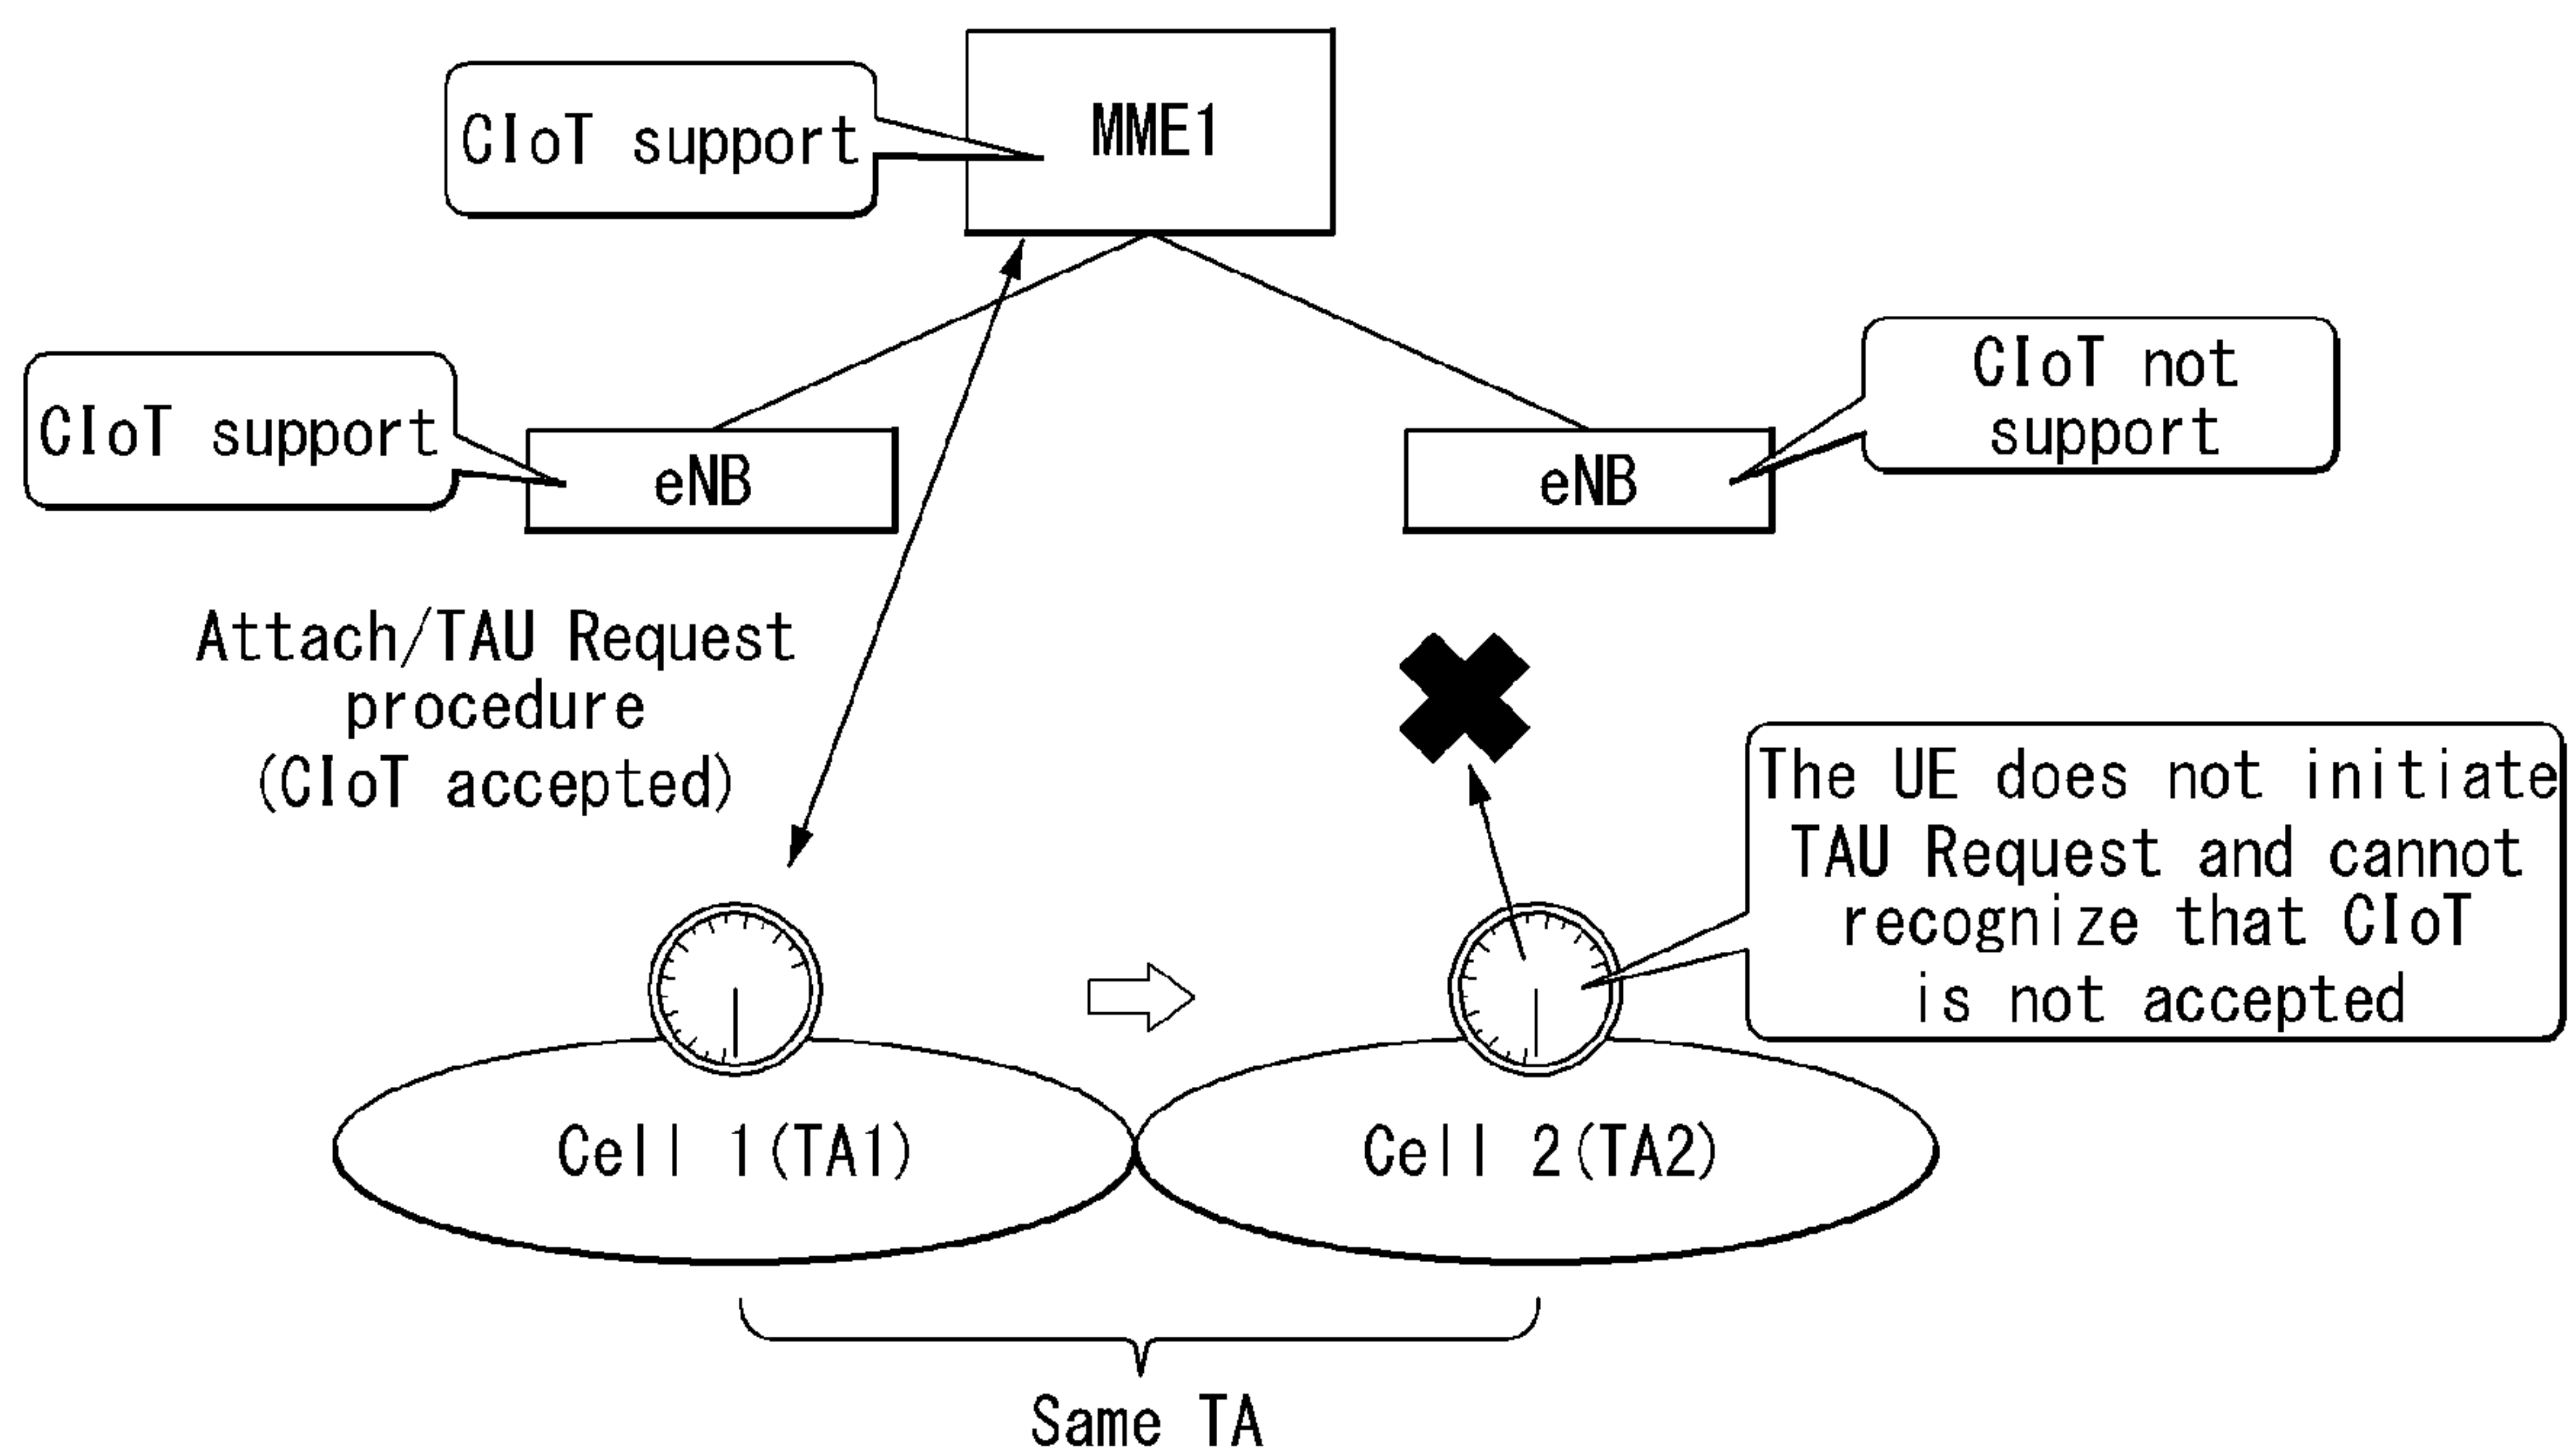 MME1
CIoT support
CIoT support
eNB
eNB
CIoT not
support
Attach/TAU Request
procedure
(CIoT accepted)
The UE does not initiate
TAU Request and cannot
recognize that CIoT
is not accepted
Cell 1(TA1)
Cell 2(TA2)
Same TA